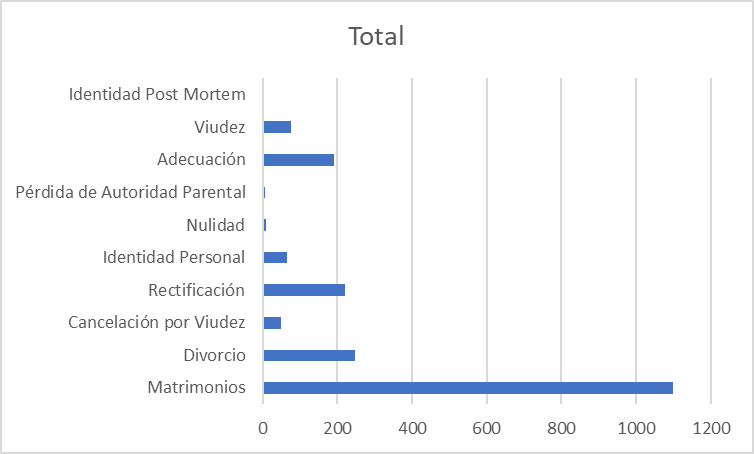 Total
Identidad Post Mortem
Viudez
Adecuación
Pérdida de Autoridad Parental
Nulidad
Identidad Personal
Rectificación
Cancelación por Viudez
Divorcio
Matrimonios
0 200 400 600 800 1000 1200